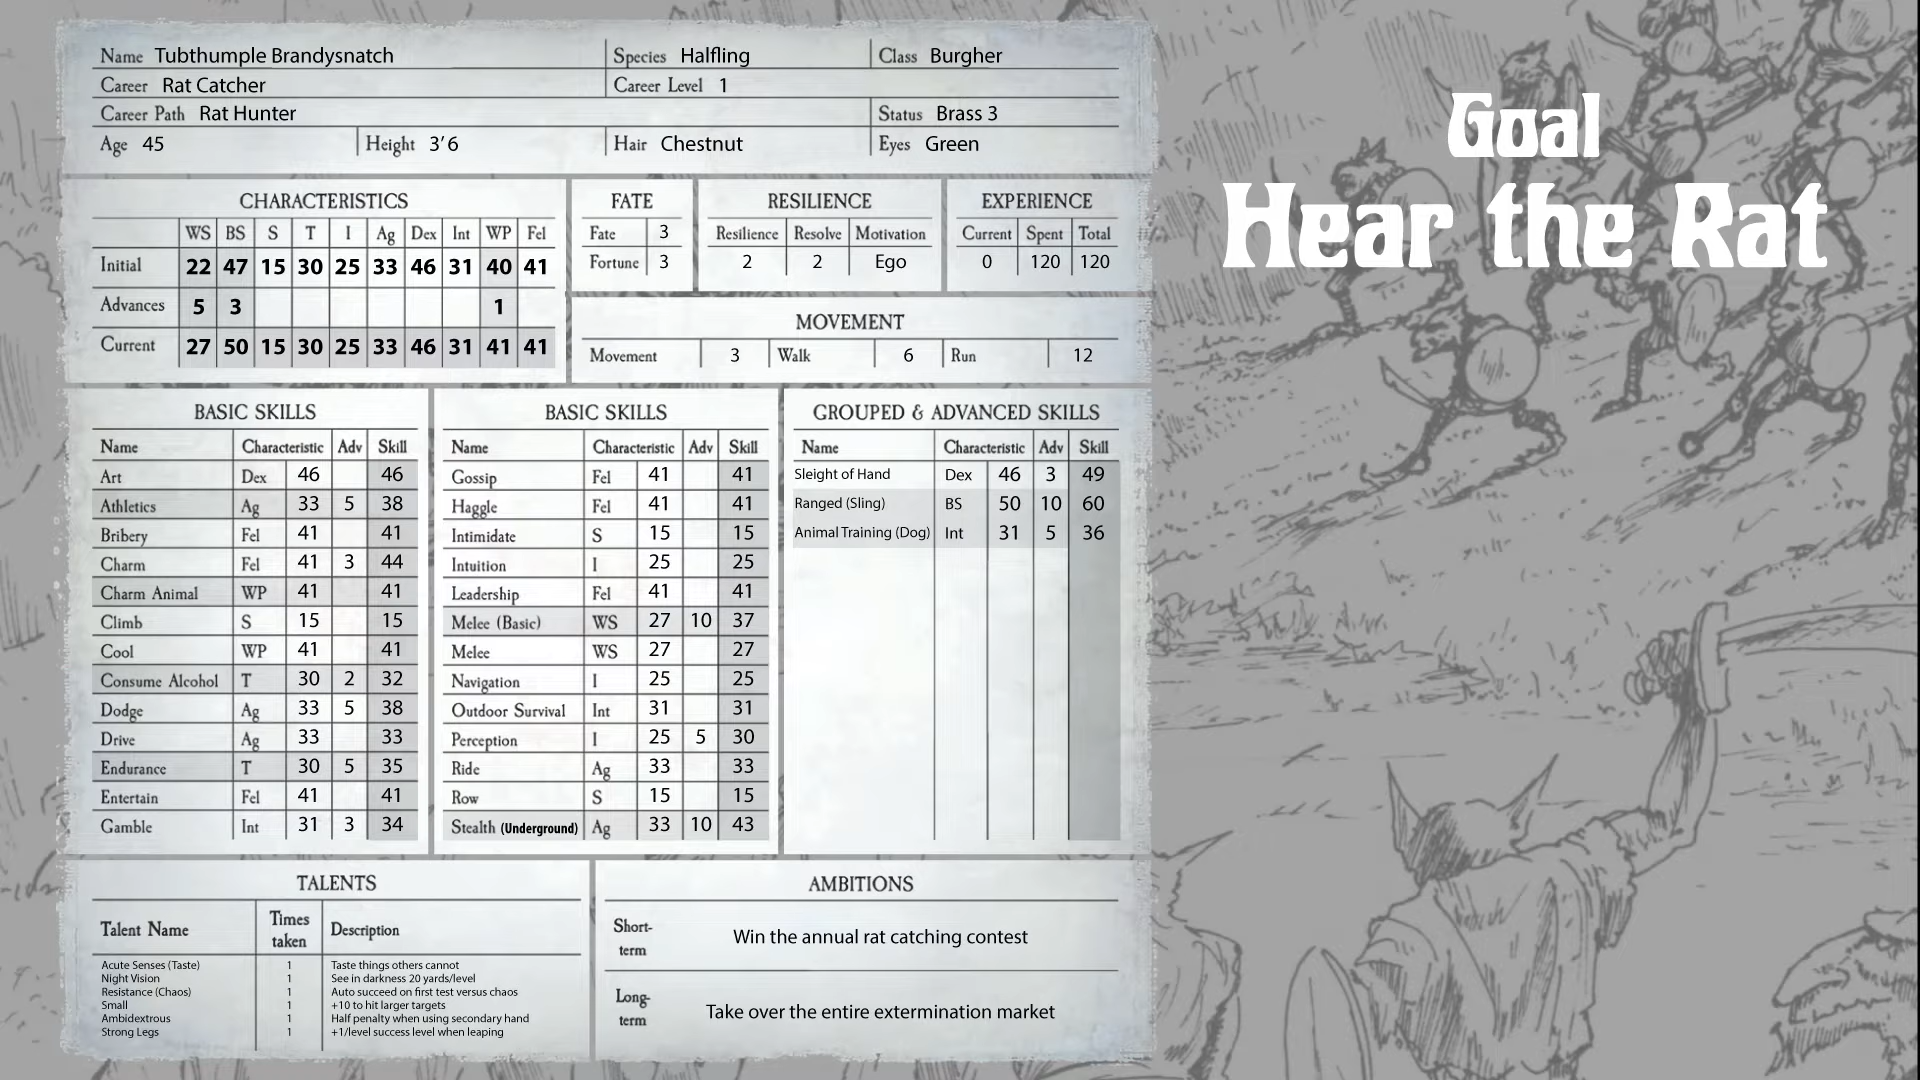 Name Tubthumple Brandysnatch Species Halfling Class Burgher
Career Rat Catcher Career Level 1
Career Path Rat Hunter Status Brass 3
Age 45 Height 3'6 Hair Chestnut Eyes Green
CHARACTERISTICS
WS BS S T I Ag Dex Int WP Fel
Initial 22 47 15 30 25 33 46 31 40 41
Advances 5 3 1
Current 27 50 15 30 25 33 46 31 41 41
FATE
Fate 3
Fortune 3
RESILIENCE
Resilience Resolve Motivation
2 2 Ego
EXPERIENCE
Current Spent Total
0 120 120
MOVEMENT
Movement 3 Walk 6 Run 12
BASIC SKILLS
Name Characteristic Adv Skill
Art Dex 46 46
Athletics Ag 33 5 38
Bribery Fel 41 41
Charm Fel 41 3 44
Charm Animal WP 41 41
Climb S 15 15
Cool WP 41 41
Consume Alcohol T 30 2 32
Dodge Ag 33 5 38
Drive Ag 33 33
Endurance T 30 5 35
Entertain Fel 41 41
Gamble Int 31 3 34
BASIC SKILLS
Name Characteristic Adv Skill
Gossip Fel 41 41
Haggle Fel 41 41
Intimidate S 15 15
Intuition I 25 25
Leadership Fel 41 41
Melee (Basic) WS 27 10 37
Melee WS 27 27
Navigation I 25 25
Outdoor Survival Int 31 31
Perception I 25 5 30
Ride Ag 33 33
Row S 15 15
Stealth (Underground) Ag 33 10 43
GROUPED & ADVANCED SKILLS
Name Characteristic Adv Skill
Sleight of Hand Dex 46 3 49
Ranged (Sling) BS 50 10 60
Animal Training (Dog) Int 31 5 36
TALENTS
Talent Name Times taken Description
Acute Senses (Taste) 1 Taste things others cannot
Night Vision 1 See in darkness 20 yards/level
Resistance (Chaos) 1 Auto succeed on first test versus chaos
Small 1 +10 to hit larger targets
Ambidextrous 1 Half penalty when using secondary hand
Strong Legs 1 +1/level success level when leaping
AMBITIONS
Short-term Win the annual rat catching contest
Long-term Take over the entire extermination market
Goal
Hear the Rat